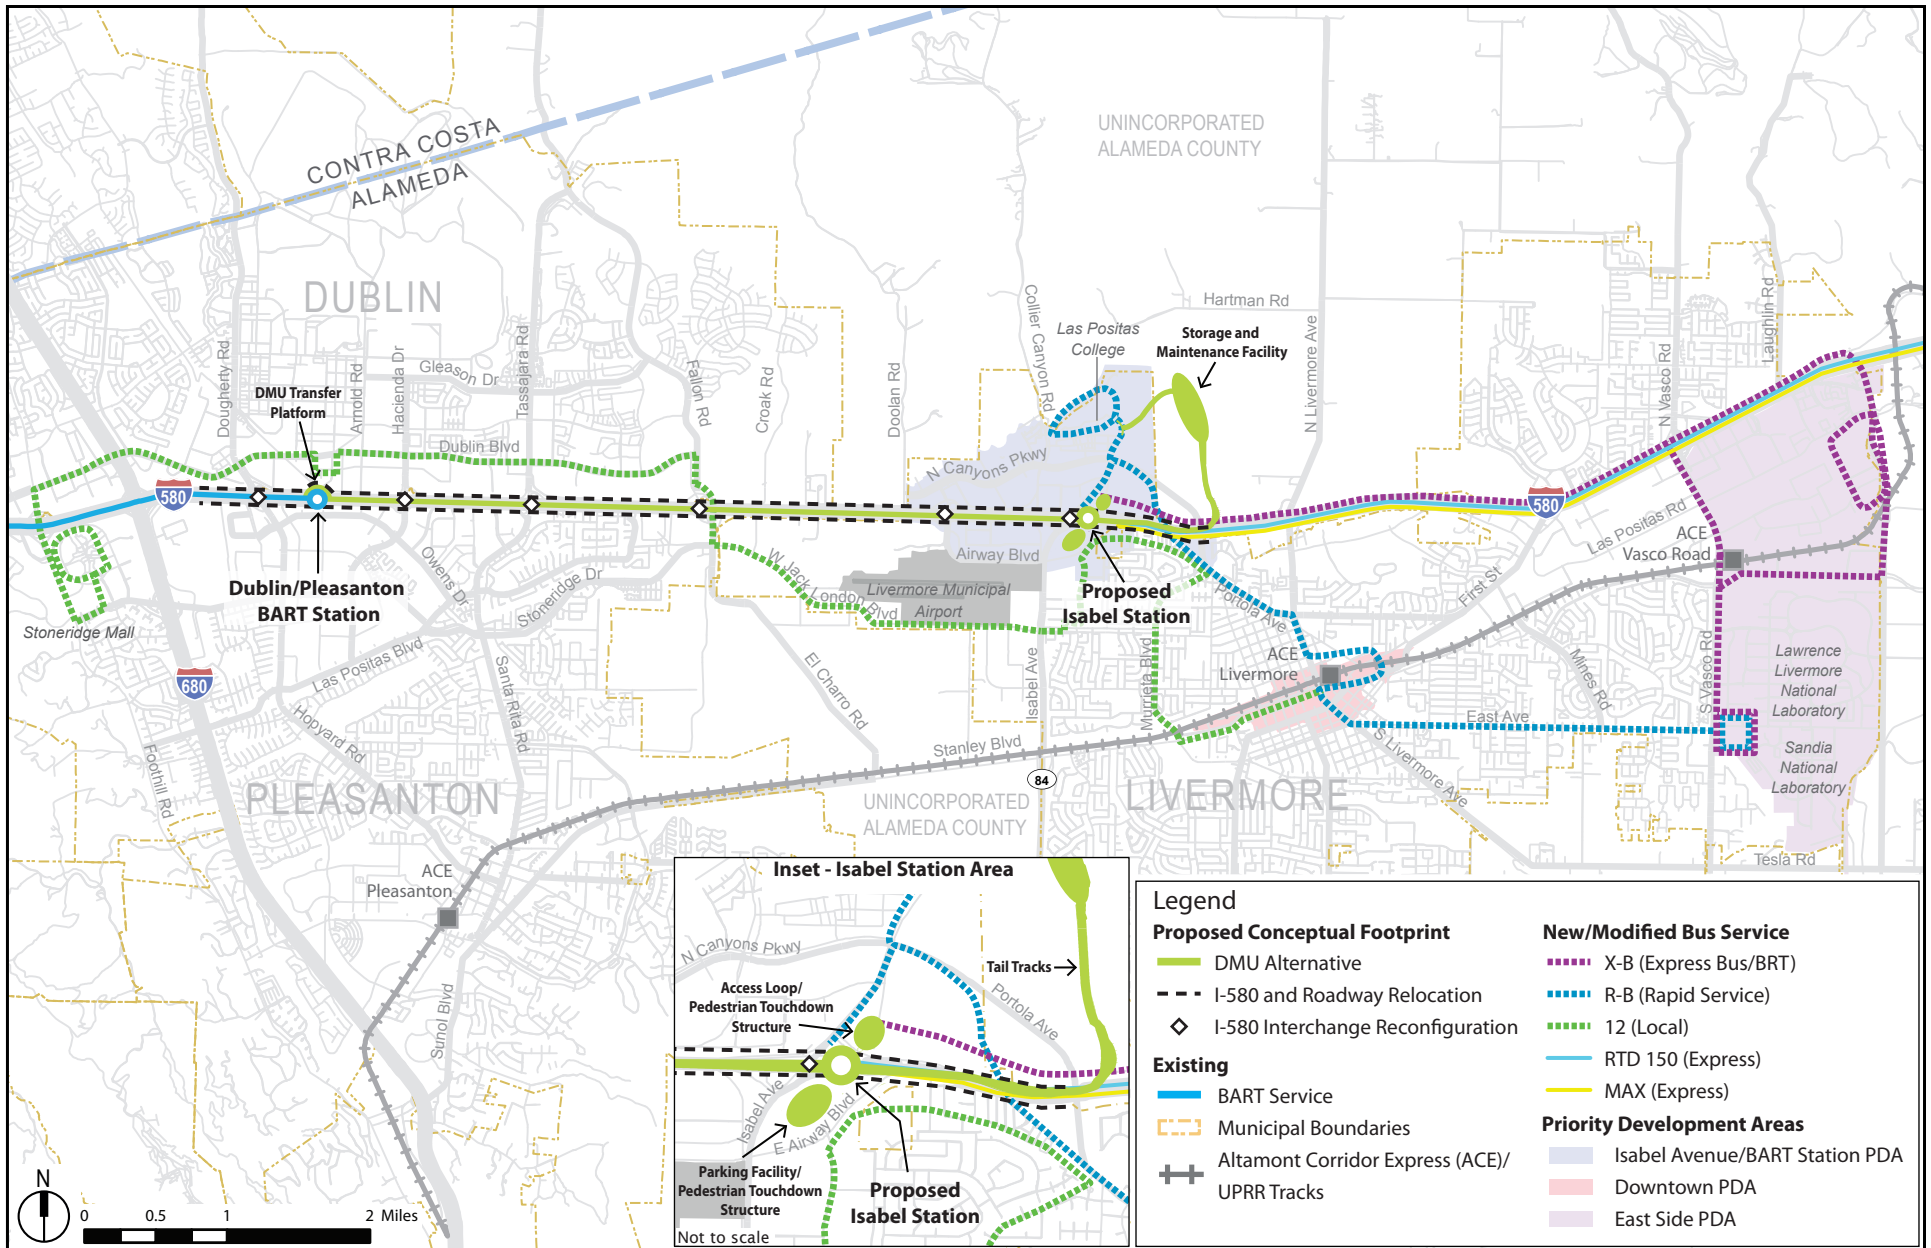 CONTRA COSTA
ALAMEDA
UNINCORPORATED
ALAMEDA COUNTY
DUBLIN
Dougherty Rd
DMU Transfer
Platform
Arnold Rd
Hacienda Dr
Gleason Dr
Tassajara Rd
Dublin Blvd
Fallon Rd
Croak Rd
Doolan Rd
Collier Canyon Rd
Las Positas
College
Hartman Rd
Storage and
Maintenance Facility
N Livermore Ave
N Vasco Rd
Laughlin Rd
N Canyons Pkwy
580
580
Las Positas Rd
ACE
Vasco Road
Dublin/Pleasanton
BART Station
Owens Dr
Stoneridge Dr
W Jack London Blvd
Airway Blvd
Livermore Municipal
Airport
Proposed
Isabel Station
Portola Ave
First St
Stoneridge Mall
680
Las Positas Blvd
Santa Rita Rd
Hopyard Rd
El Charro Rd
Isabel Ave
Murrieta Blvd
ACE
Livermore
Mines Rd
S Vasco Rd
East Ave
Lawrence
Livermore
National
Laboratory
Sandia
National
Laboratory
S Livermore Ave
Stanley Blvd
84
Foothill Rd
PLEASANTON
UNINCORPORATED
ALAMEDA COUNTY
LIVERMORE
Tesla Rd
ACE
Pleasanton
Sunol Blvd
Inset - Isabel Station Area
N Canyons Pkwy
Access Loop/
Pedestrian Touchdown
Structure
Tail Tracks
Portola Ave
Isabel Ave
E Airway Blvd
Parking Facility/
Pedestrian Touchdown
Structure
Proposed
Isabel Station
Not to scale
N
0 0.5 1 2 Miles
Legend
Proposed Conceptual Footprint
DMU Alternative
I-580 and Roadway Relocation
I-580 Interchange Reconfiguration
Existing
BART Service
Municipal Boundaries
Altamont Corridor Express (ACE)/
UPRR Tracks
New/Modified Bus Service
X-B (Express Bus/BRT)
R-B (Rapid Service)
12 (Local)
RTD 150 (Express)
MAX (Express)
Priority Development Areas
Isabel Avenue/BART Station PDA
Downtown PDA
East Side PDA